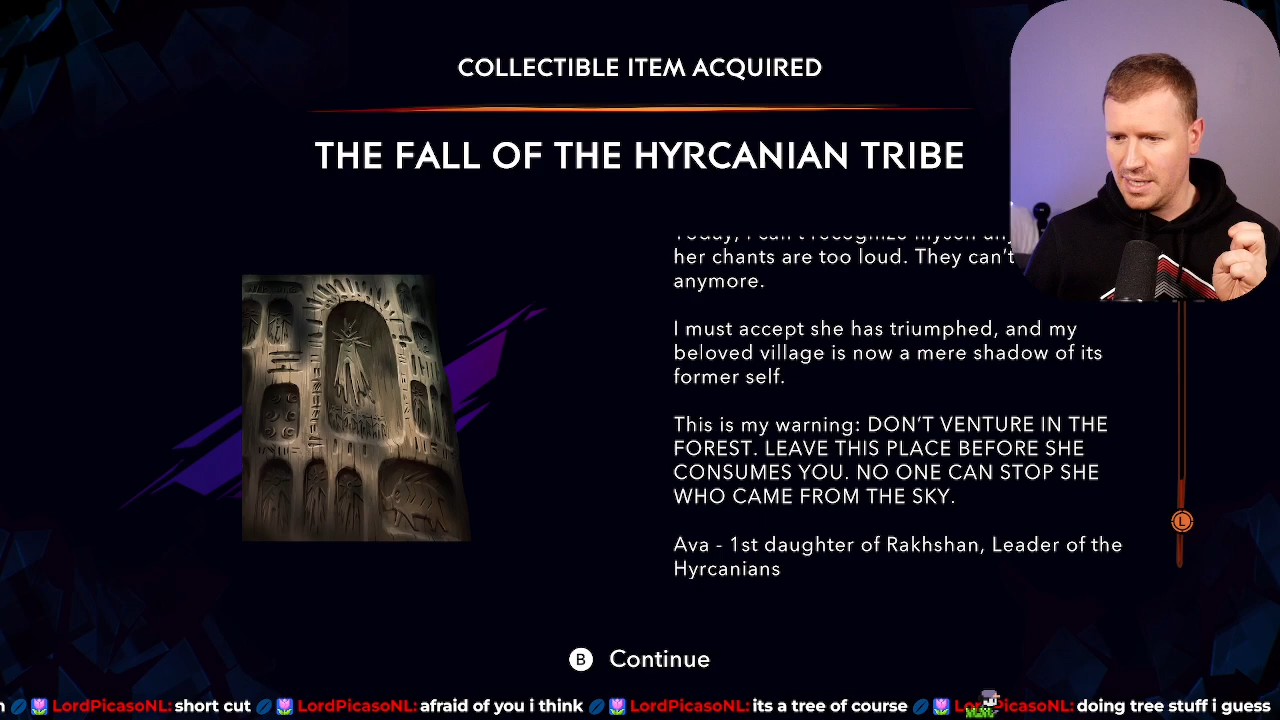 COLLECTIBLE ITEM ACQUIRED
THE FALL OF THE HYRCANIAN TRIBE
Today, I can't recognize myself
her chants are too loud. They can't
anymore.
I must accept she has triumphed, and my
beloved village is now a mere shadow of its
former self.
This is my warning: DON'T VENTURE IN THE
FOREST. LEAVE THIS PLACE BEFORE SHE
CONSUMES YOU. NO ONE CAN STOP SHE
WHO CAME FROM THE SKY.
Ava - 1st daughter of Rakhshan, Leader of the
Hyrcanians
L
B Continue
LordPicasoNL: short cut LordPicasoNL: afraid of you i think LordPicasoNL: its a tree of course LordPicasoNL: doing tree stuff i guess